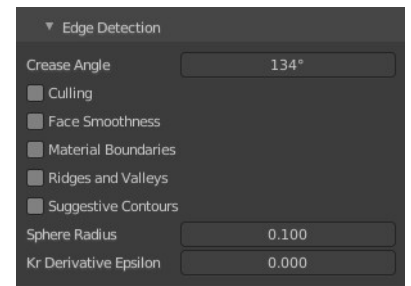 Edge Detection
Crease Angle 134°
Culling
Face Smoothness
Material Boundaries
Ridges and Valleys
Suggestive Contours
Sphere Radius 0.100
Kr Derivative Epsilon 0.000